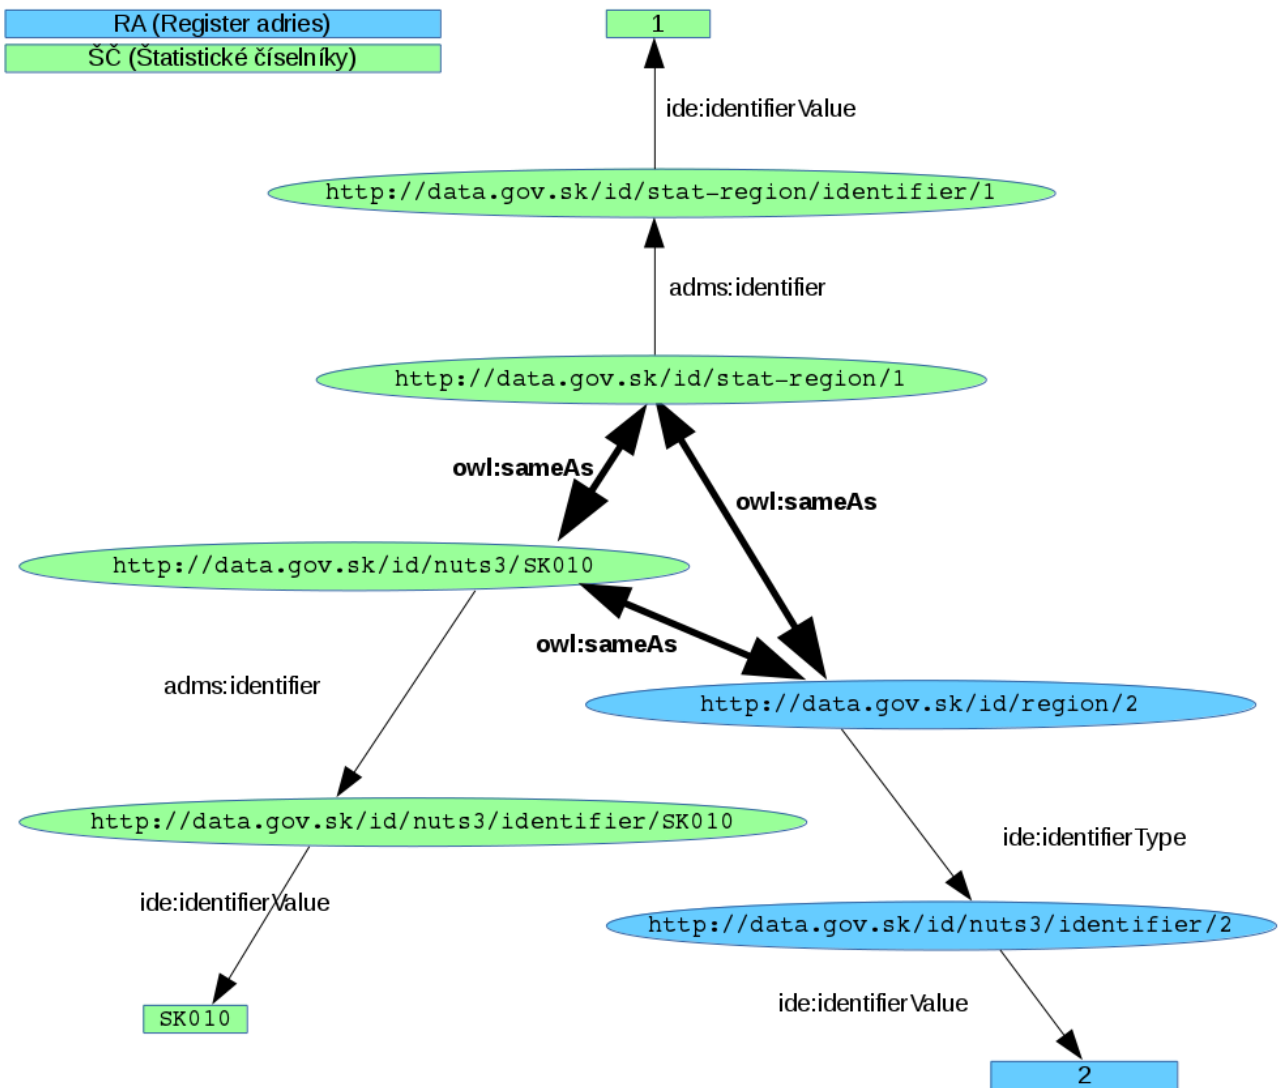 RA (Register adries)
ŠČ (Štatistické číselníky)
1
ide:identifierValue
http://data.gov.sk/id/stat-region/identifier/1
adms:identifier
http://data.gov.sk/id/stat-region/1
owl:sameAs
owl:sameAs
http://data.gov.sk/id/nuts3/SK010
owl:sameAs
adms:identifier
http://data.gov.sk/id/region/2
http://data.gov.sk/id/nuts3/identifier/SK010
ide:identifierType
ide:identifierValue
http://data.gov.sk/id/nuts3/identifier/2
ide:identifierValue
SK010
2